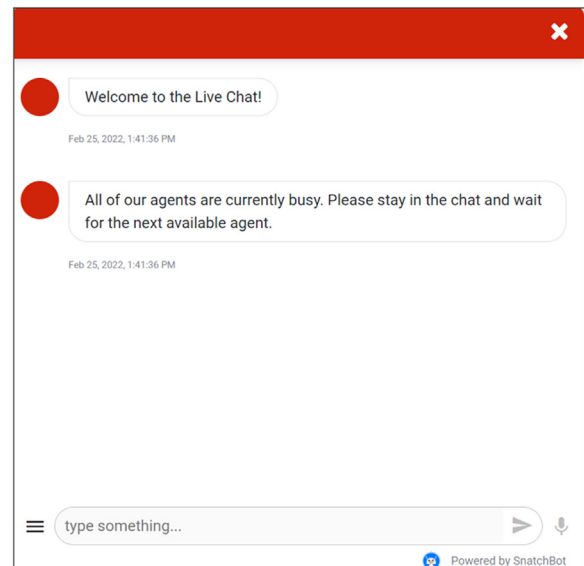 Welcome to the Live Chat!
Feb 25, 2022, 1:41:36 PM
All of our agents are currently busy. Please stay in the chat and wait
for the next available agent.
Feb 25, 2022, 1:41:36 PM
type something...
Powered by SnatchBot